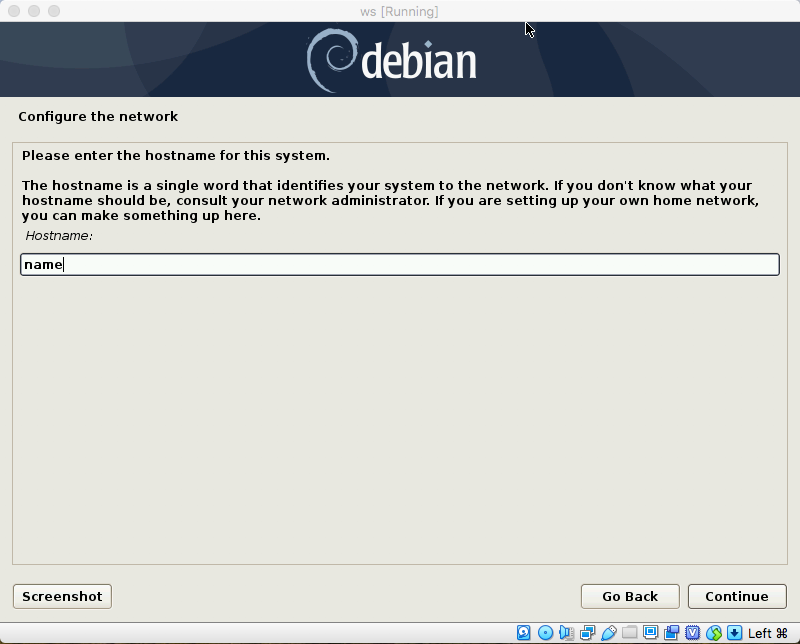 ws [Running]
debian
Configure the network
Please enter the hostname for this system.
The hostname is a single word that identifies your system to the network. If you don't know what your
hostname should be, consult your network administrator. If you are setting up your own home network,
you can make something up here.
Hostname:
name
Screenshot
Go Back
Continue
Left ⌘